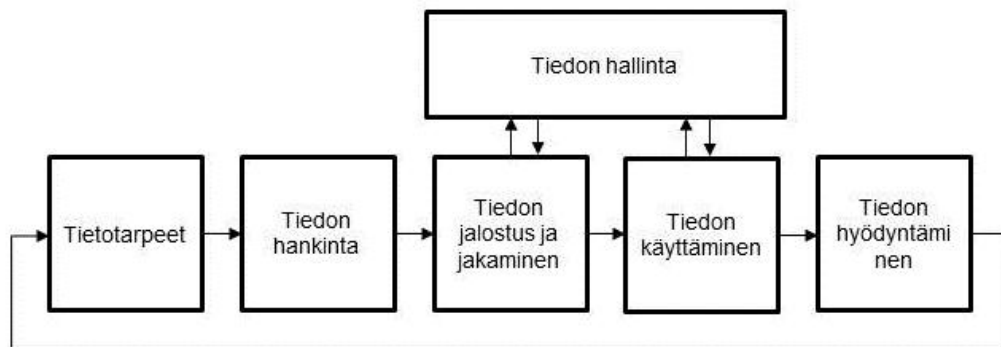 Tiedon hallinta
Tietotarpeet
Tiedon
hankinta
Tiedon
jalostus ja
jakaminen
Tiedon
käyttäminen
Tiedon
hyödyntämi
nen